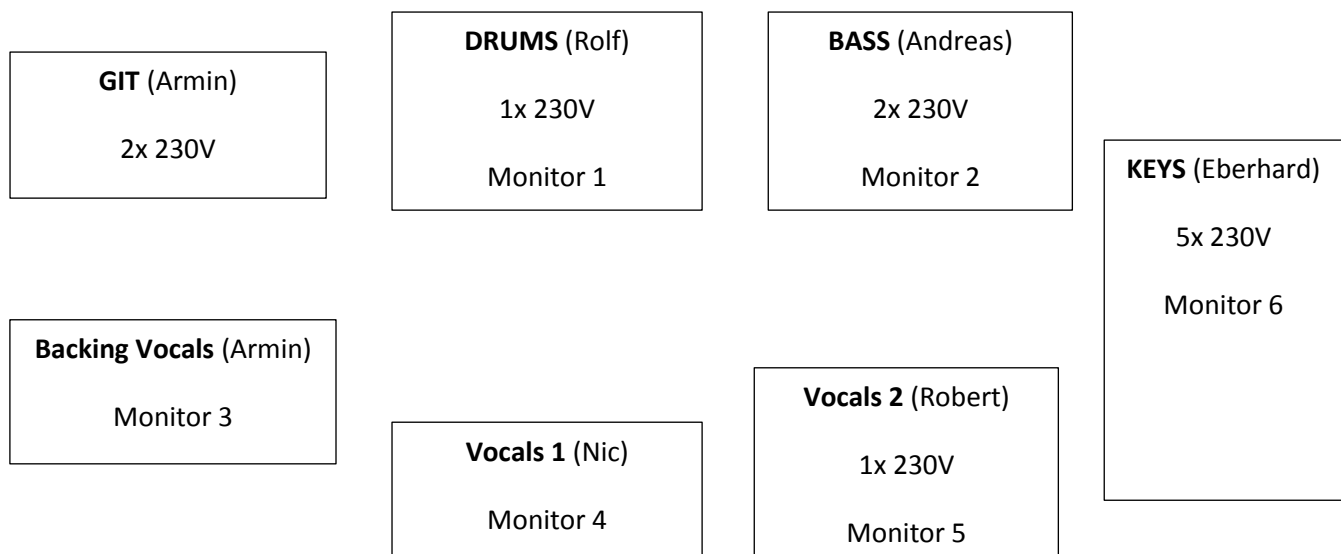 GIT (Armin)
2x 230V
DRUMS (Rolf)
1x 230V
Monitor 1
BASS (Andreas)
2x 230V
Monitor 2
KEYS (Eberhard)
5x 230V
Monitor 6
Backing Vocals (Armin)
Monitor 3
Vocals 1 (Nic)
Monitor 4
Vocals 2 (Robert)
1x 230V
Monitor 5